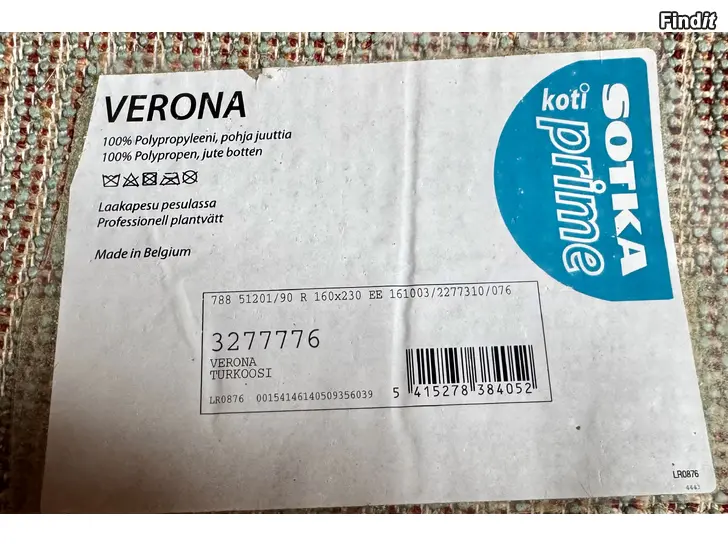 Findit
VERONA
100% Polypropyleeni, pohja juuttia
100% Polypropen, jute botten
Laakapesu pesulassa
Professionell plantvätt
Made in Belgium
koti
prime
SOTKA
788 51201/90 R 160x230 EE 161003/2277310/076
3277776
VERONA
TURKOOSI
LR0876 00154146140509356039
5 415278 384052
LR0876
4443